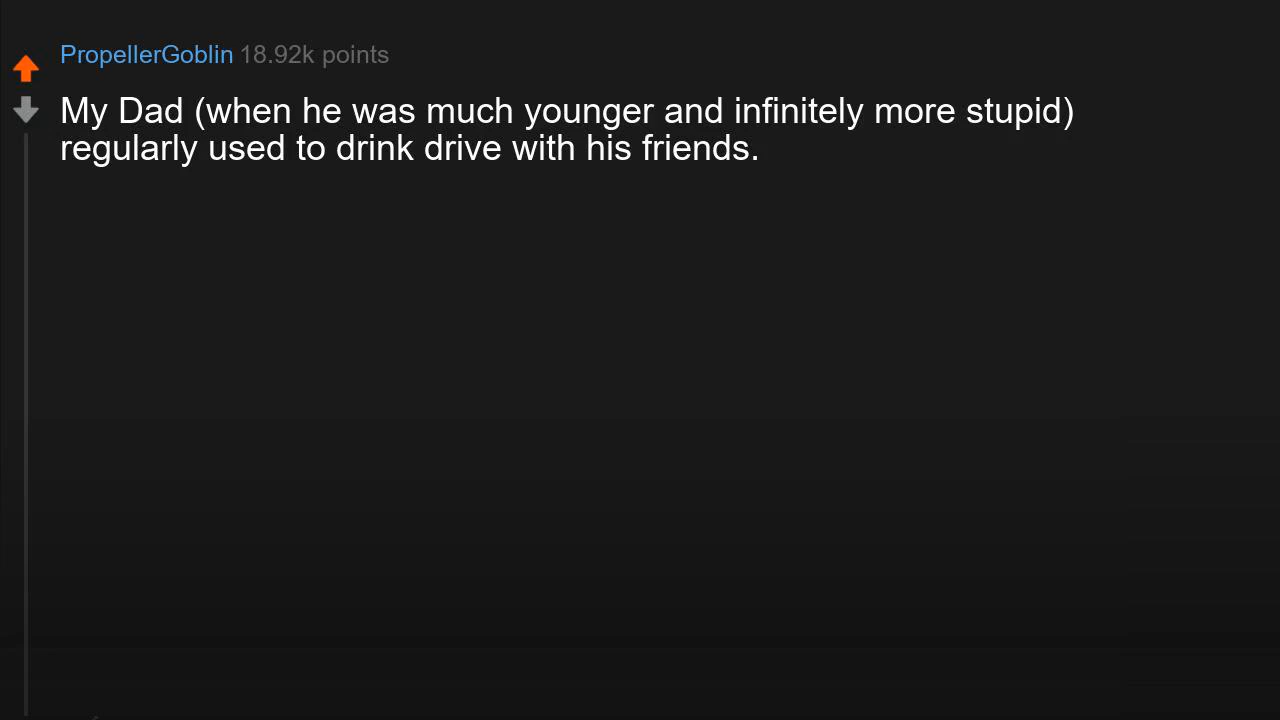 PropellerGoblin 18.92k points
My Dad (when he was much younger and infinitely more stupid)
regularly used to drink drive with his friends.